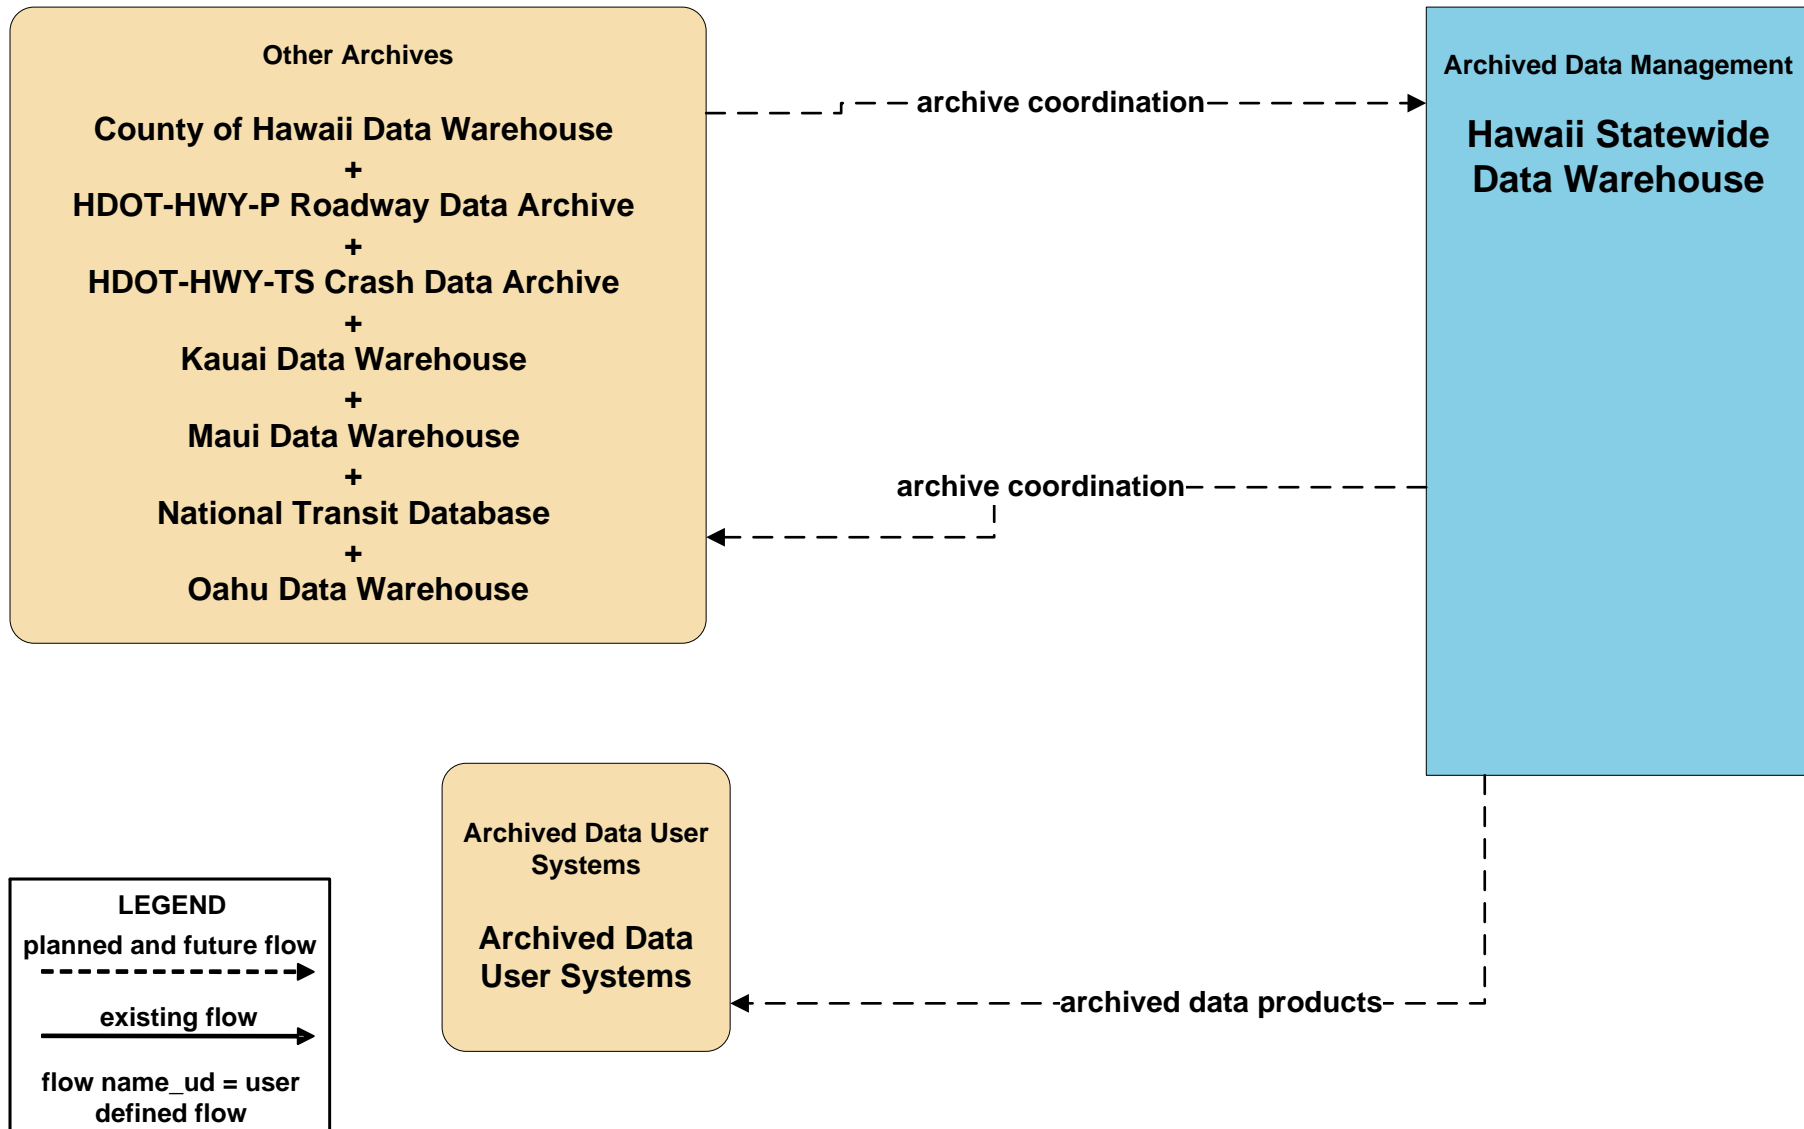 Other Archives
County of Hawaii Data Warehouse
+
HDOT-HWY-P Roadway Data Archive
+
HDOT-HWY-TS Crash Data Archive
+
Kauai Data Warehouse
+
Maui Data Warehouse
+
National Transit Database
+
Oahu Data Warehouse
archive coordination
archive coordination
Archived Data Management
Hawaii Statewide
Data Warehouse
Archived Data User
Systems
Archived Data
User Systems
archived data products
LEGEND
planned and future flow
existing flow
flow name_ud = user
defined flow